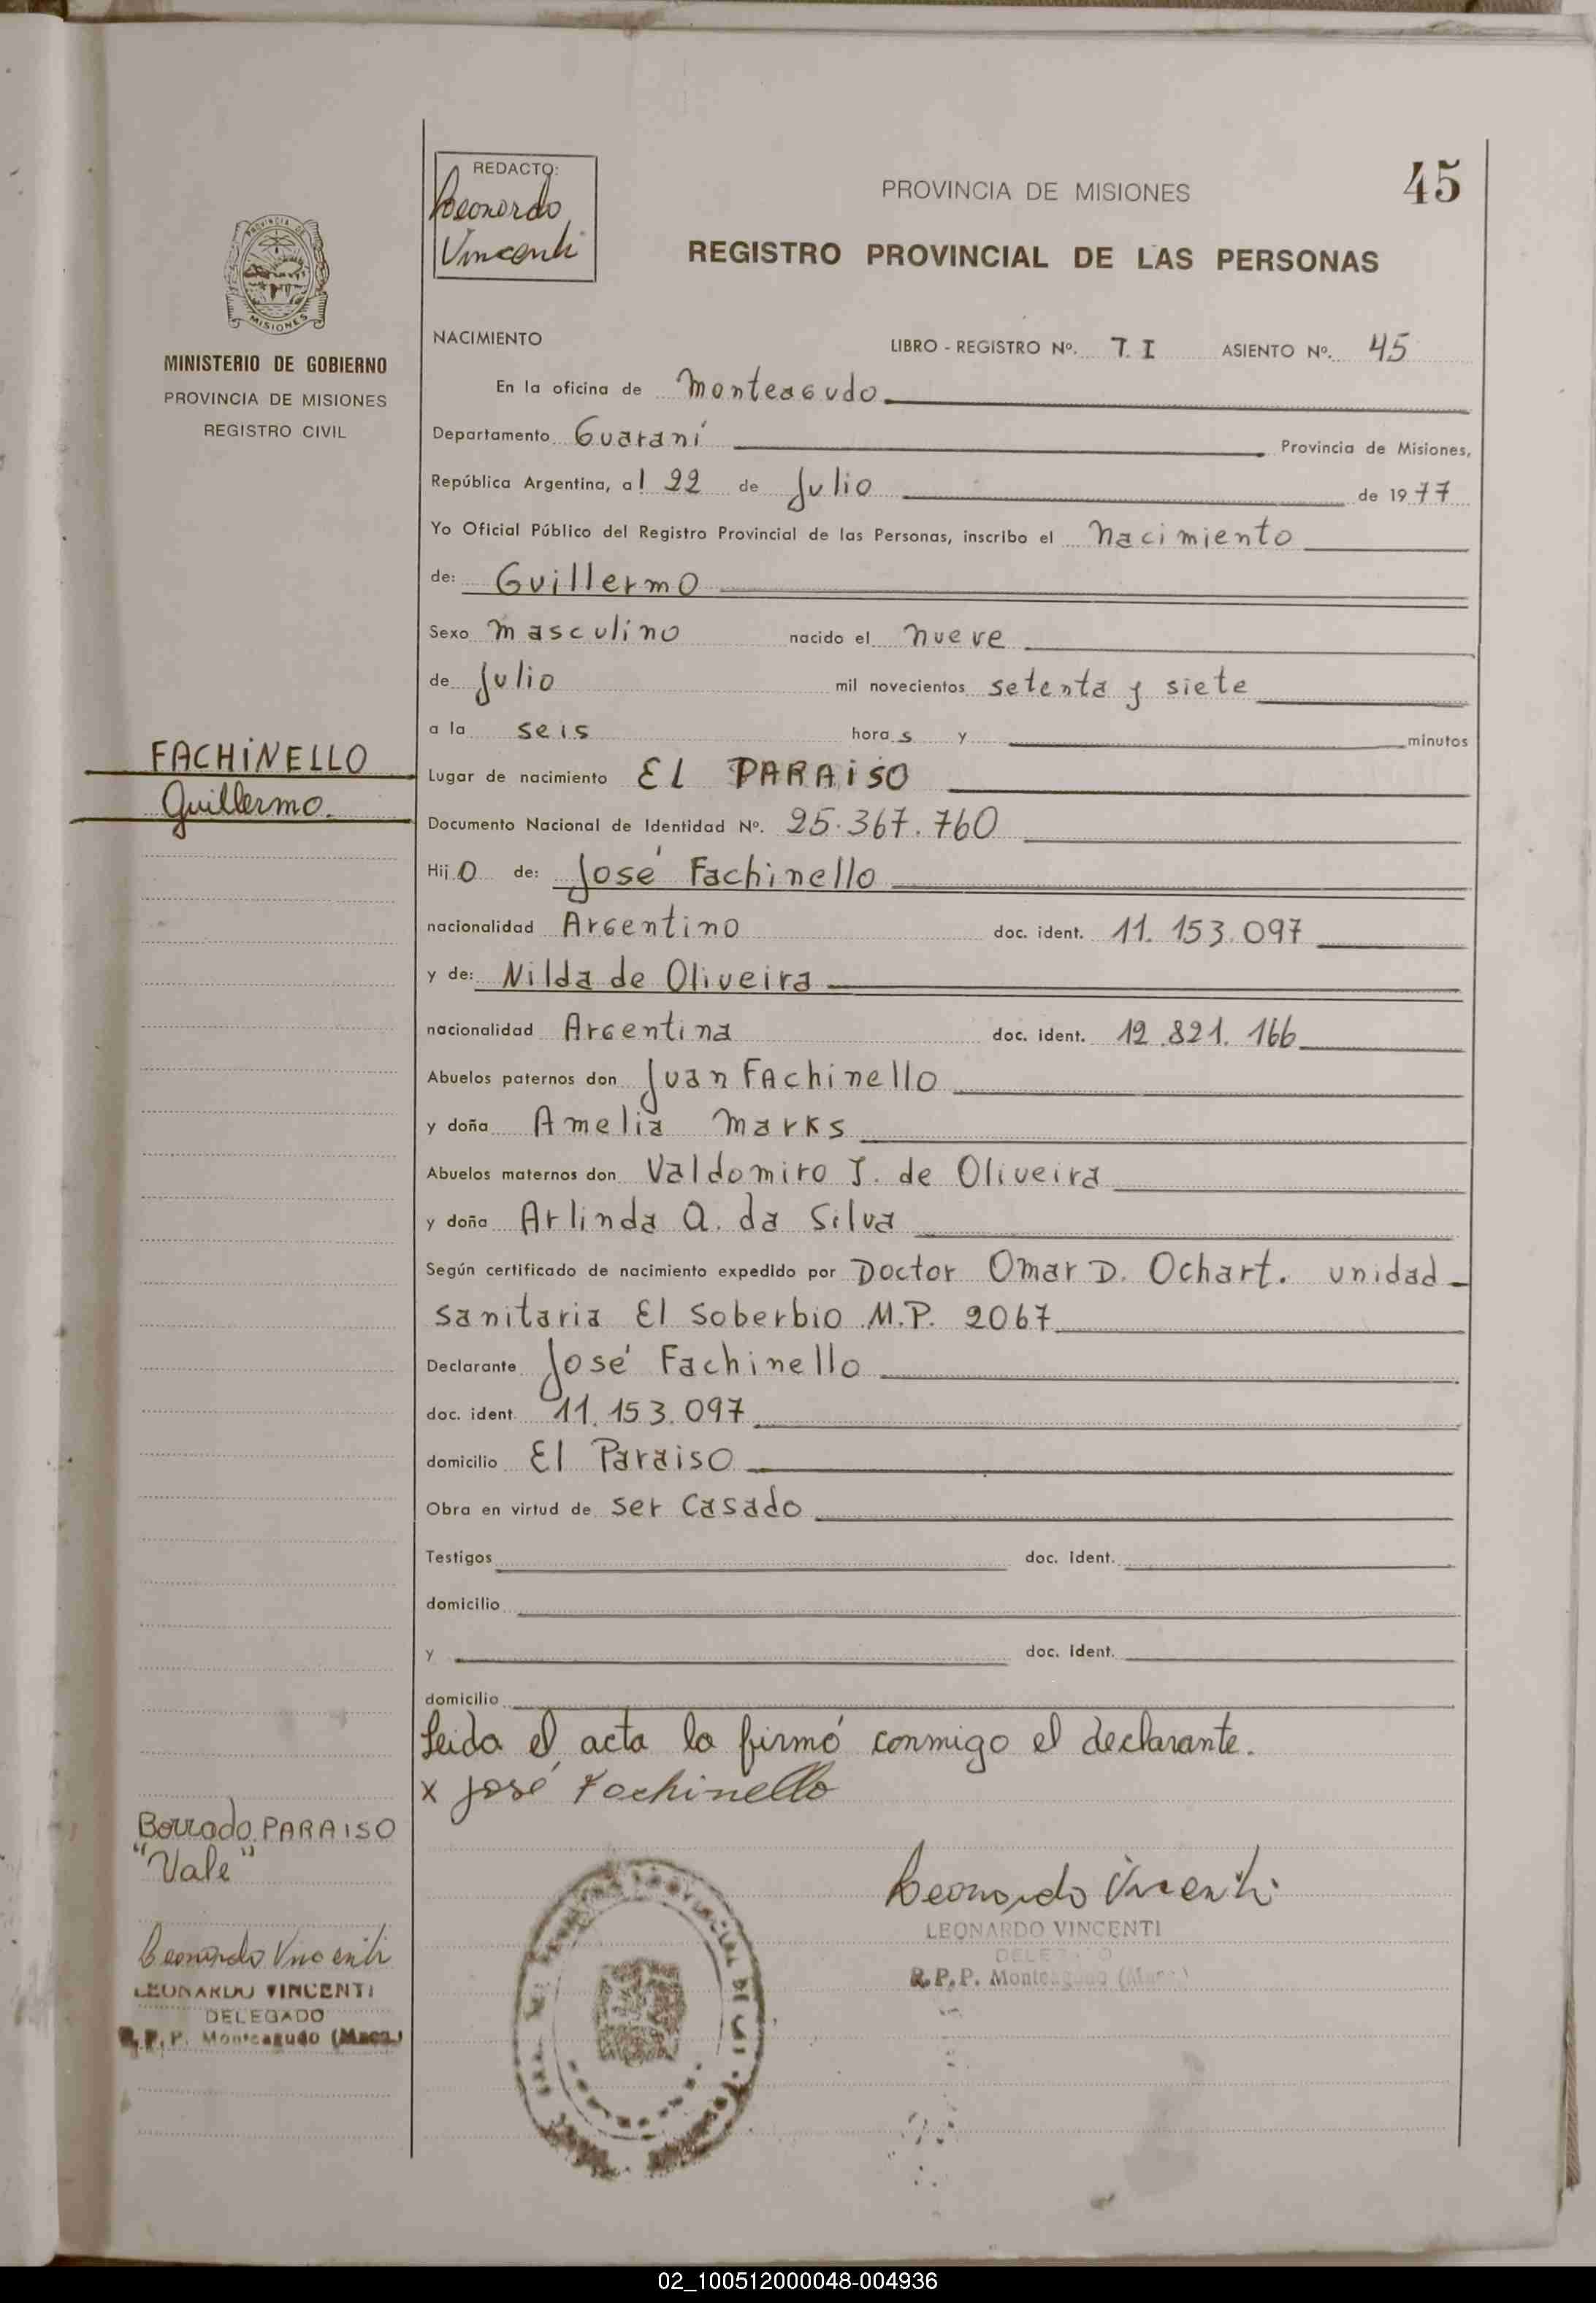 45
REDACTO:
Leonardo
Vincenti
PROVINCIA DE MISIONES
REGISTRO PROVINCIAL DE LAS PERSONAS
PROVINCIA DE
MISIONES
MINISTERIO DE GOBIERNO
PROVINCIA DE MISIONES
REGISTRO CIVIL
NACIMIENTO LIBRO - REGISTRO Nº. T. I ASIENTO Nº. 45
En la oficina de Monteagudo
Departamento Guaraní Provincia de Misiones,
República Argentina, al 22 de Julio de 1977
Yo Oficial Público del Registro Provincial de las Personas, inscribo el Nacimiento
de: Guillermo
Sexo masculino nacido el nueve
de Julio mil novecientos setenta y siete
a la seis horas y minutos
FACHINELLO
Guillermo.
Lugar de nacimiento EL PARAISO
Documento Nacional de Identidad Nº. 25.367.760
Hijo de: José Fachinello
nacionalidad Argentino doc. ident. 11.153.097
y de: Nilda de Oliveira
nacionalidad Argentina doc. ident. 12.821.166
Abuelos paternos don Juan FAchinello
y doña Amelia Marks
Abuelos maternos don Valdomiro J. de Oliveira
y doña Arlinda A. da Silva
Según certificado de nacimiento expedido por Doctor Omar D. Ochart. unidad
sanitaria El Soberbio M.P. 2067
Declarante José Fachinello
doc. ident. 11.153.097
domicilio El Paraiso
Obra en virtud de ser casado
Testigos doc. ident.
domicilio
y doc. ident.
domicilio
Leida el acta la firmó conmigo el declarante.
x José Fachinello
Borrado PARAISO
"Vale"
Leonardo Vincenti
LEONARDO VINCENTI
DELEGADO
R.P.P. Monteagudo (Mnes.)
Leonardo Vincenti
LEONARDO VINCENTI
DELEGADO
R.P.P. Monteagudo (Mnes.)
02_100512000048-004936